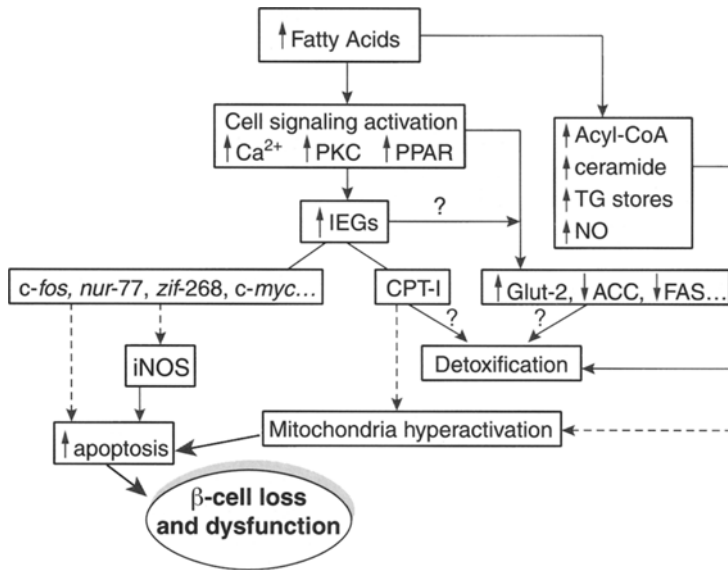 ↑Fatty Acids
Cell signaling activation
↑Ca²⁺ ↑PKC ↑PPAR
↑Acyl-CoA
↑ceramide
↑TG stores
↑NO
↑IEGs
?
c-fos, nur-77, zif-268, c-myc...
CPT-I
↑Glut-2, ↓ACC, ↓FAS...
? ?
iNOS
Detoxification
↑apoptosis
Mitochondria hyperactivation
β-cell loss
and dysfunction